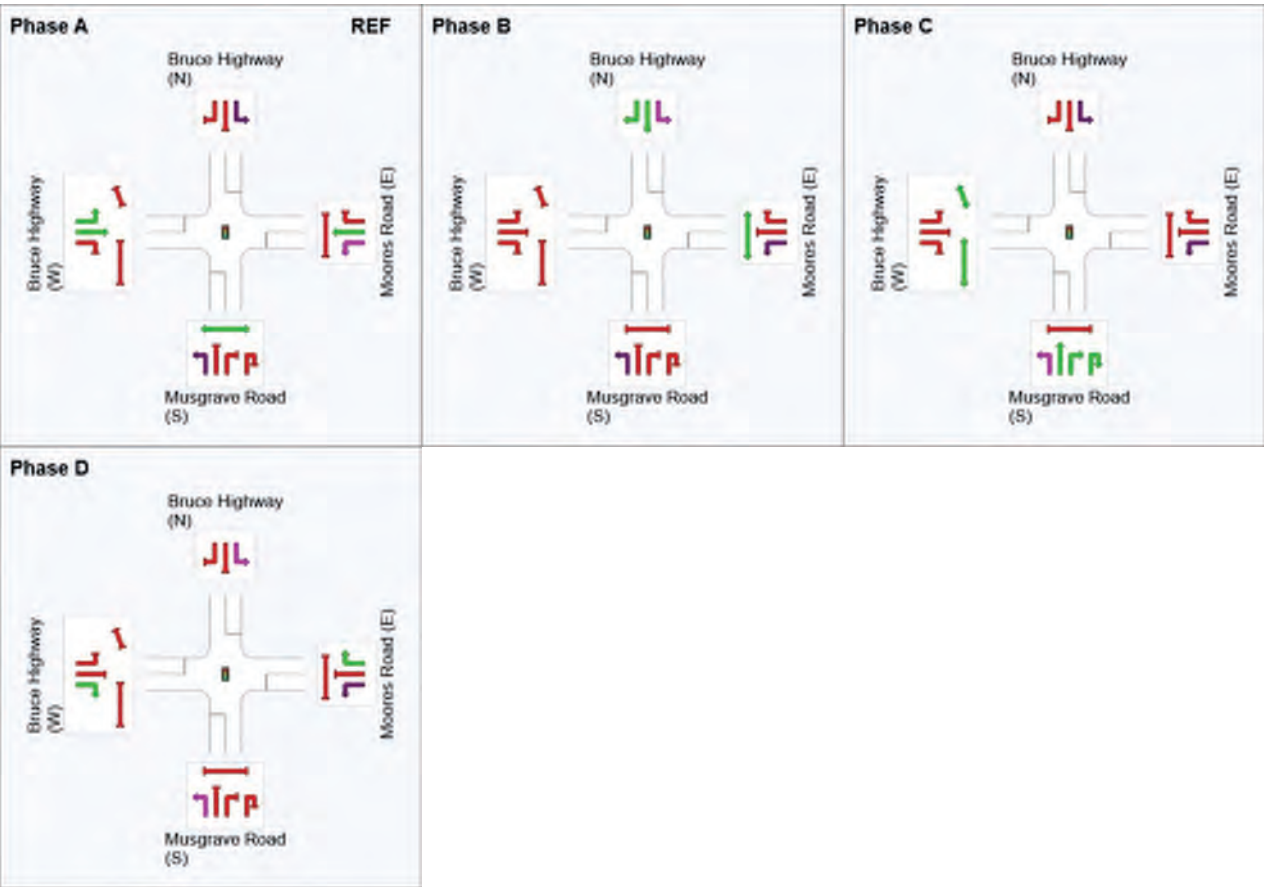 Phase A
REF
Bruce Highway
(N)
Bruce Highway
(W)
Moores Road (E)
Musgrave Road
(S)
Phase B
Bruce Highway
(N)
Bruce Highway
(W)
Moores Road (E)
Musgrave Road
(S)
Phase C
Bruce Highway
(N)
Bruce Highway
(W)
Moores Road (E)
Musgrave Road
(S)
Phase D
Bruce Highway
(N)
Bruce Highway
(W)
Moores Road (E)
Musgrave Road
(S)